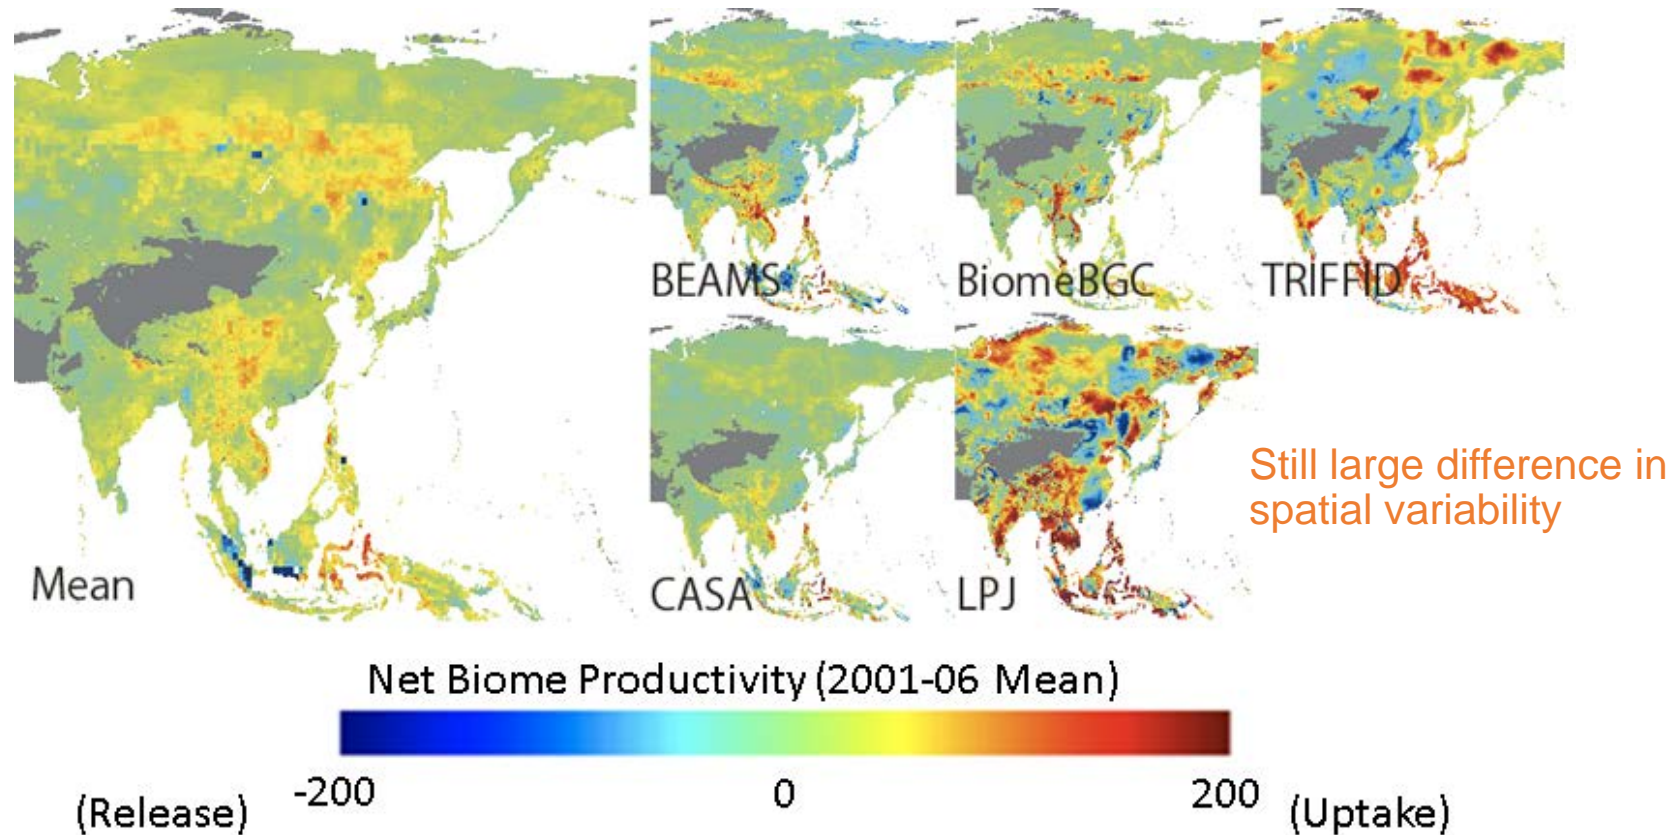 BEAMS
BiomeBGC
TRIFFID
Mean
CASA
LPJ
Still large difference in
spatial variability
Net Biome Productivity (2001-06 Mean)
-200
0
200
(Release)
(Uptake)